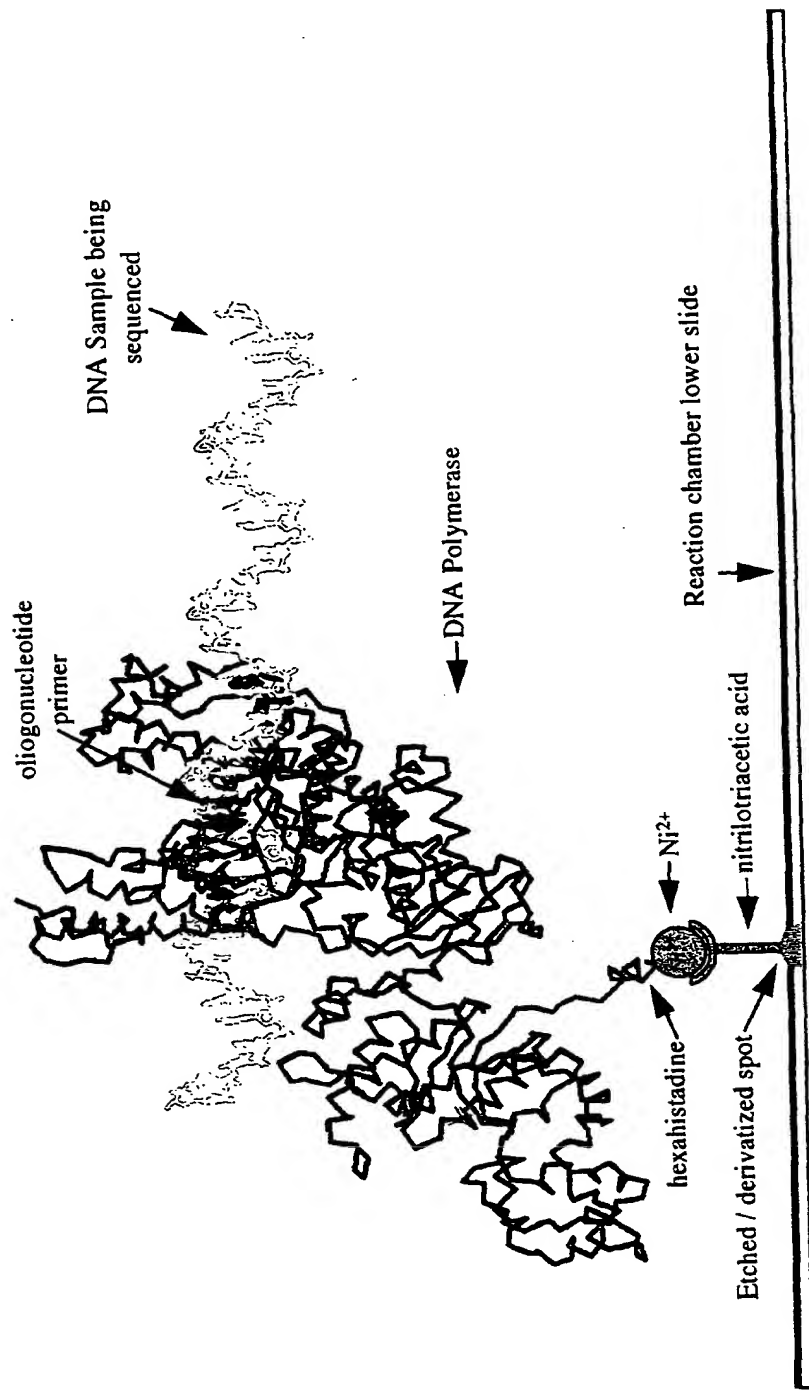 DNA Sample being
sequenced
oliogonucleotide
primer
DNA Polymerase
Reaction chamber lower slide
Ni2+
nitrilotriacetic acid
hexahistadine
Etched / derivatized spot